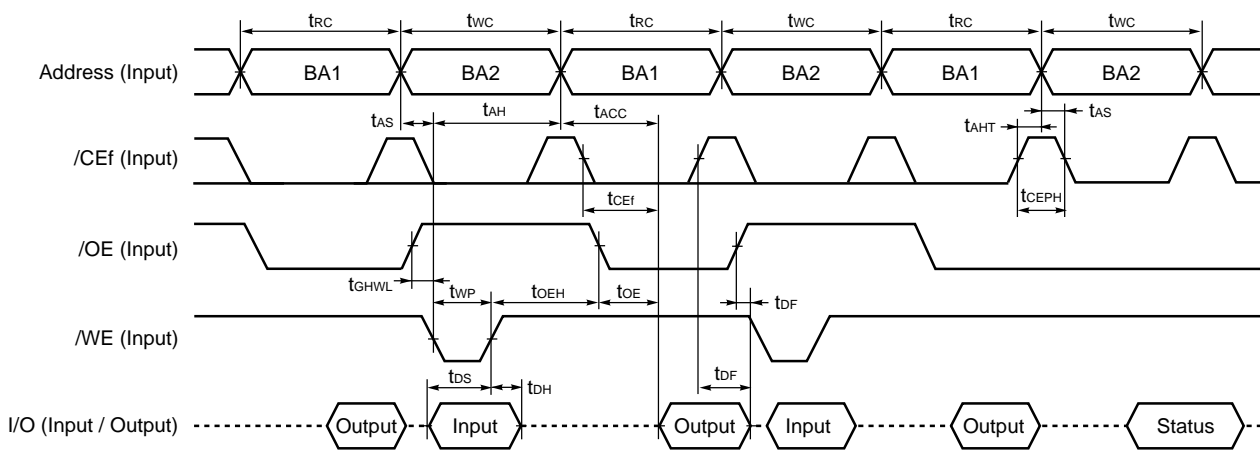 tRC tWC tRC tWC tRC tWC
Address (Input) BA1 BA2 BA1 BA2 BA1 BA2
tAS tAH tACC tAHT tAS
/CEf (Input)
tCEf tCEPH
/OE (Input)
tGHWL tWP tOEH tOE tDF
/WE (Input)
tDS tDH tDF
I/O (Input / Output) Output Input Output Input Output Status